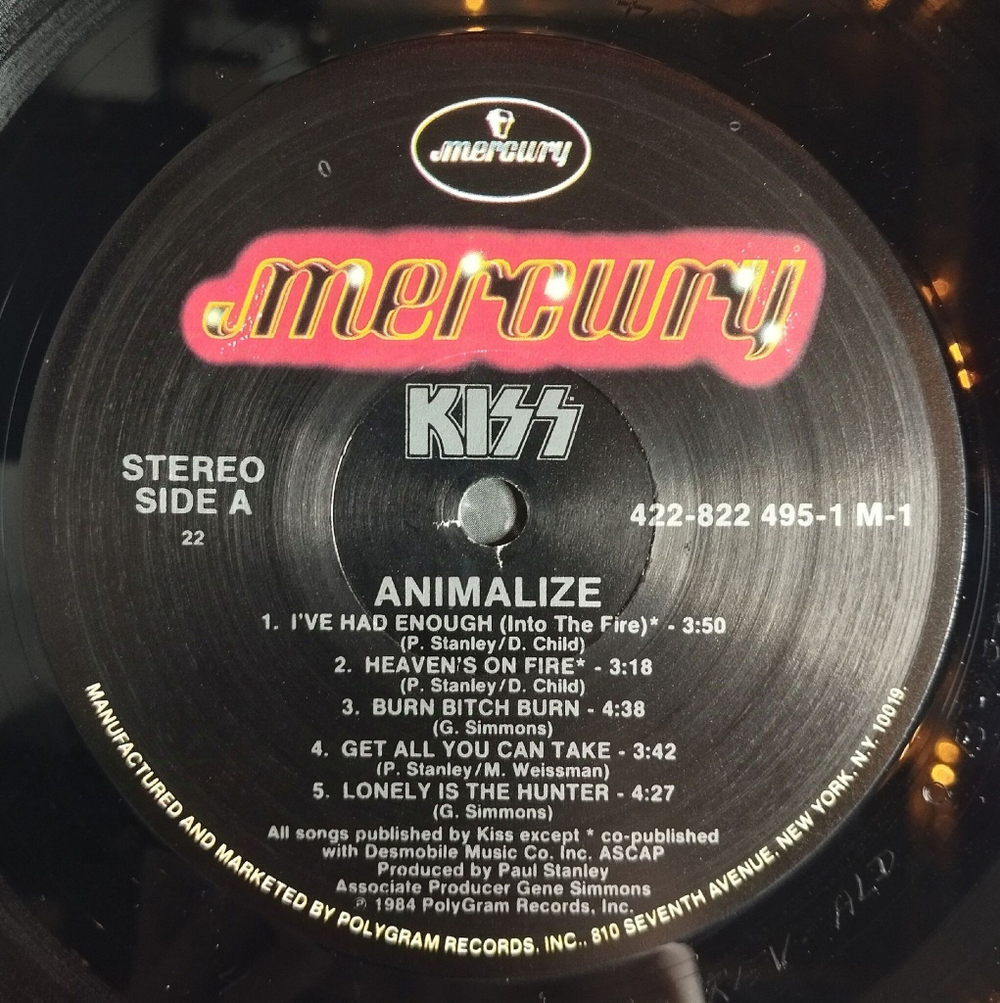 mercury
mercury
KISS
STEREO
SIDE A
22
422-822 495-1 M-1
ANIMALIZE
1. I'VE HAD ENOUGH (Into The Fire)* - 3:50
(P. Stanley/D. Child)
2. HEAVEN'S ON FIRE* - 3:18
(P. Stanley/D. Child)
3. BURN BITCH BURN - 4:38
(G. Simmons)
4. GET ALL YOU CAN TAKE - 3:42
(P. Stanley/M. Weissman)
5. LONELY IS THE HUNTER - 4:27
(G. Simmons)
All songs published by Kiss except * co-published
with Desmobile Music Co. Inc. ASCAP
Produced by Paul Stanley
Associate Producer Gene Simmons
℗ 1984 PolyGram Records, Inc.
MANUFACTURED AND MARKETED BY POLYGRAM RECORDS, INC., 810 SEVENTH AVENUE, NEW YORK, N.Y. 10019.